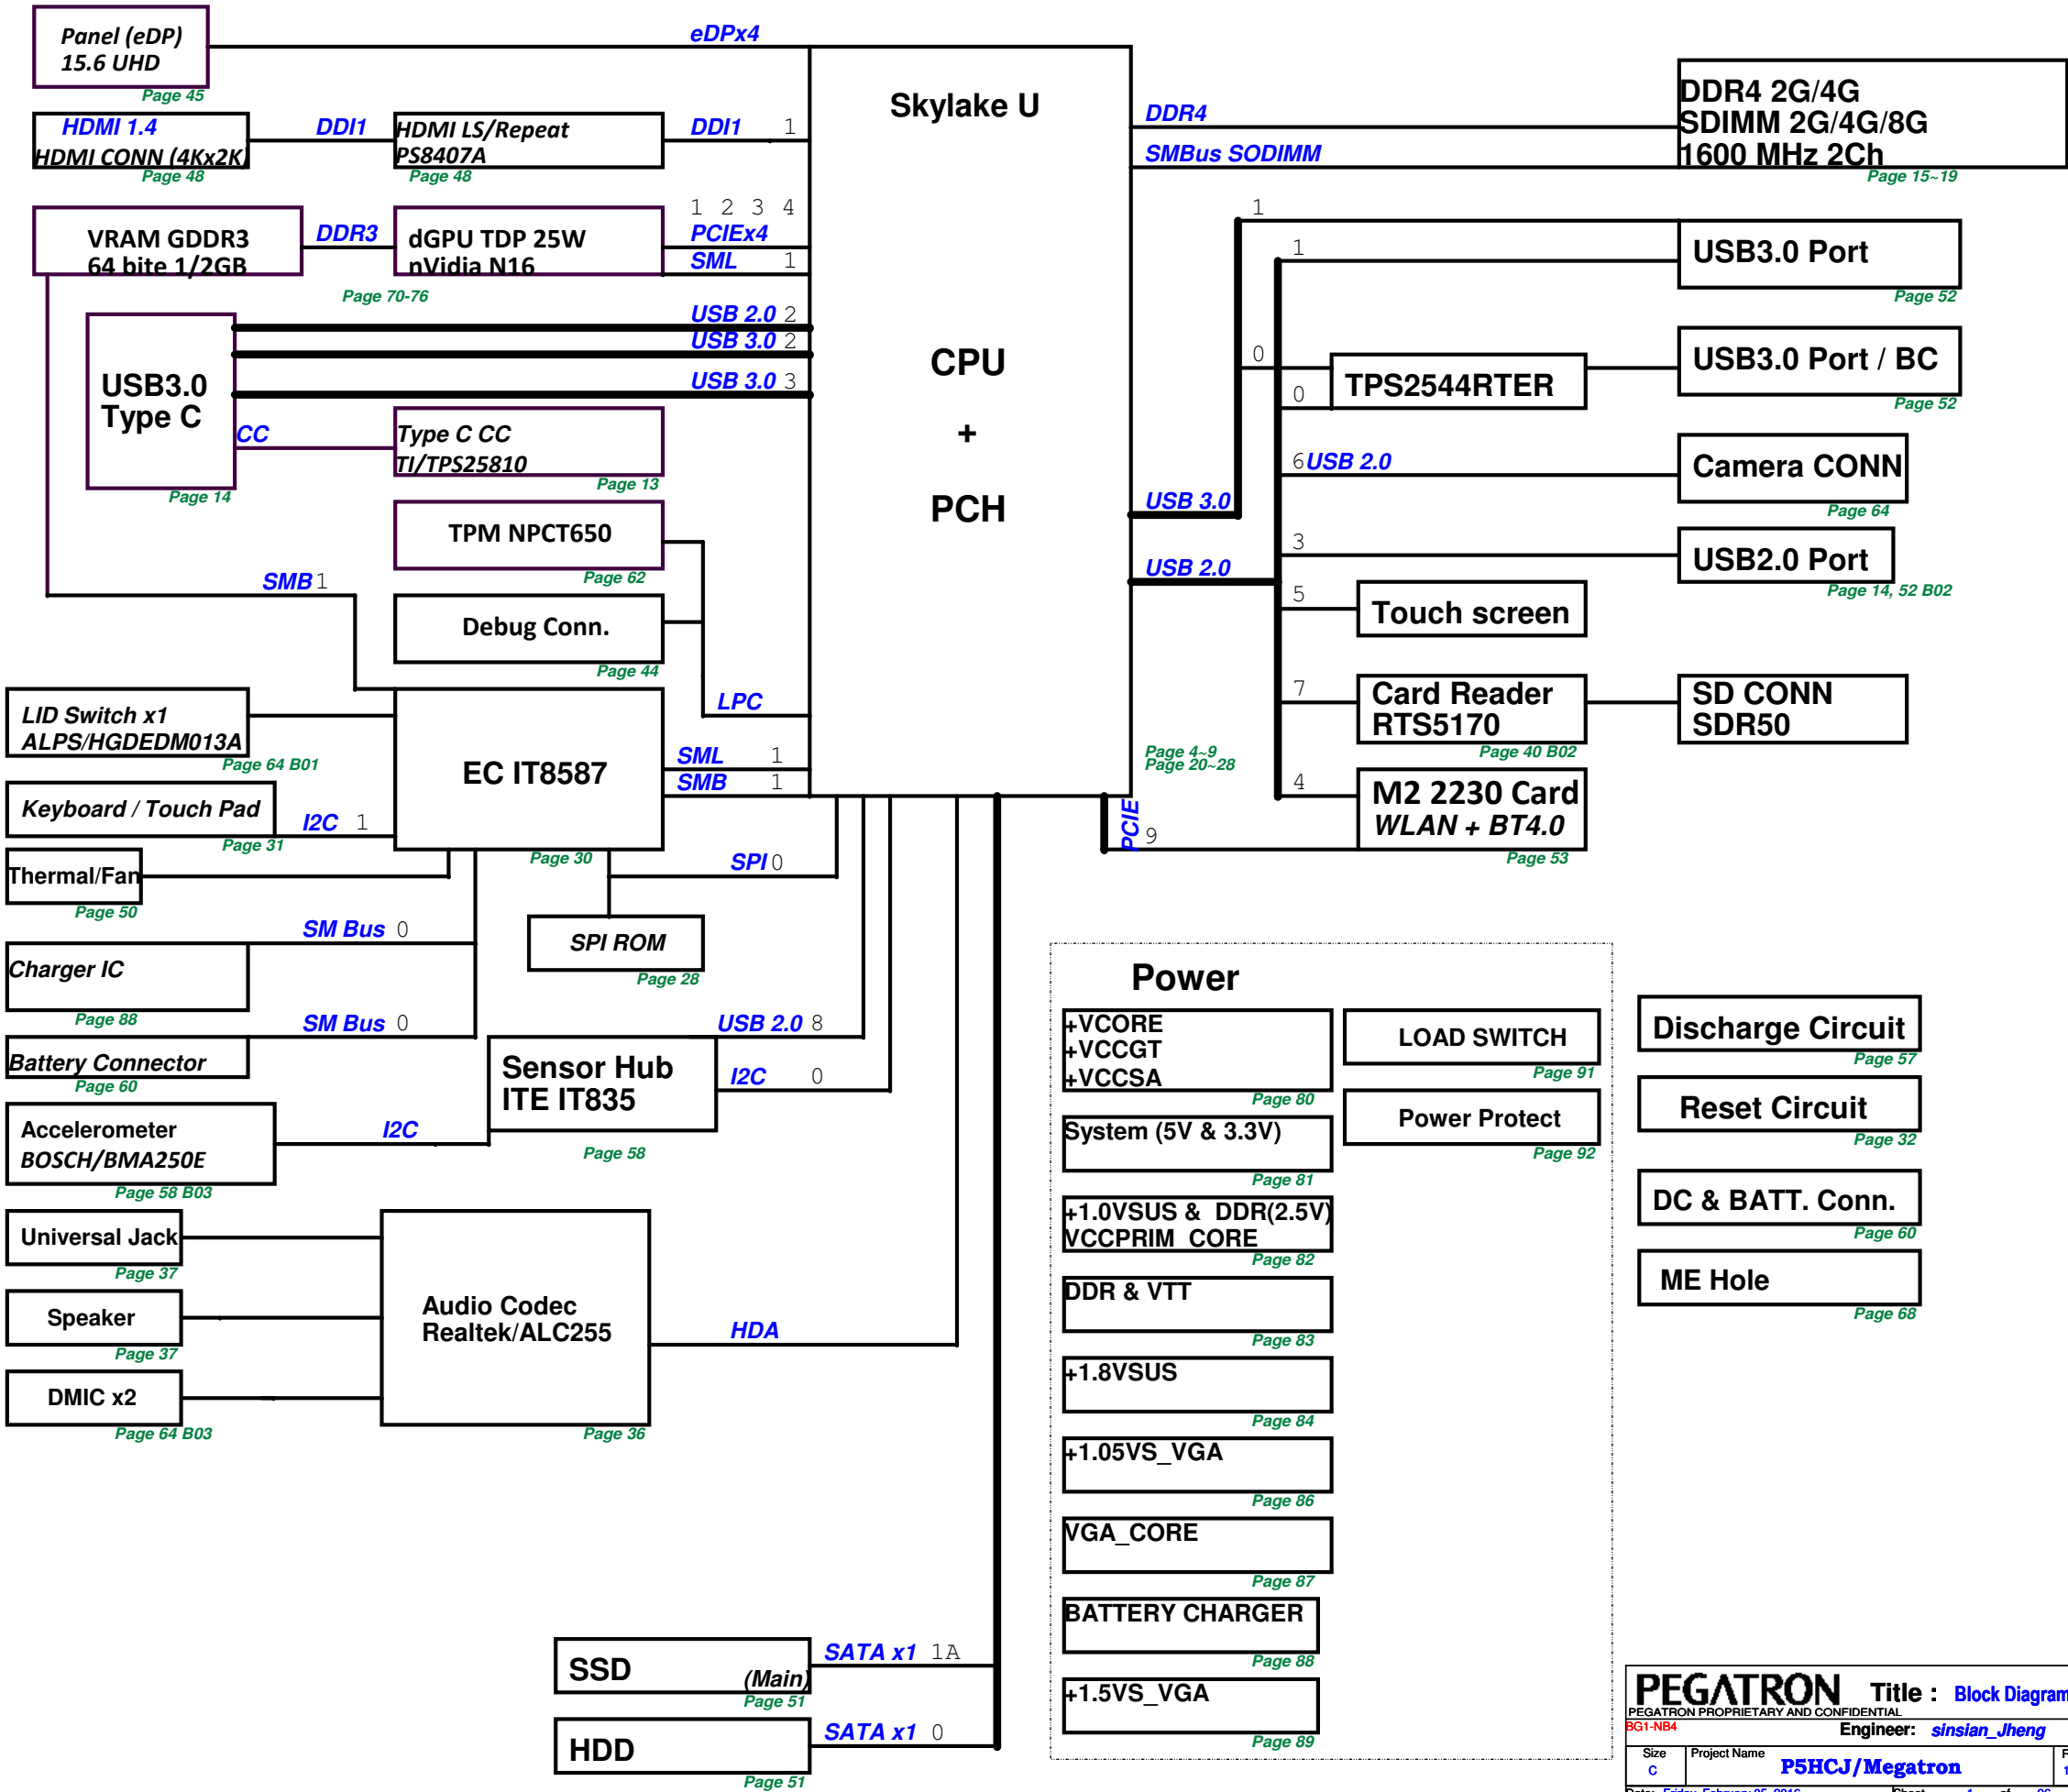 Panel (eDP)
15.6 UHD
Page 45
eDPx4
HDMI 1.4
HDMI CONN (4Kx2K)
Page 48
DDI1
HDMI LS/Repeat
PS8407A
Page 48
DDI1 1
VRAM GDDR3
64 bite 1/2GB
DDR3
dGPU TDP 25W
nVidia N16
1 2 3 4
PCIEx4
SML 1
Page 70-76
USB3.0
Type C
Page 14
USB 2.0 2
USB 3.0 2
USB 3.0 3
CC
Type C CC
TI/TPS25810
Page 13
TPM NPCT650
Page 62
SMB 1
Debug Conn.
Page 44
LPC
LID Switch x1
ALPS/HGDEDM013A
Page 64 B01
EC IT8587
Page 30
SML 1
SMB 1
Keyboard / Touch Pad
Page 31
I2C 1
Thermal/Fan
Page 50
SPI 0
SPI ROM
Page 28
SM Bus 0
Charger IC
Page 88
SM Bus 0
Battery Connector
Page 60
Sensor Hub
ITE IT835
Page 58
USB 2.0 8
I2C 0
Accelerometer
BOSCH/BMA250E
Page 58 B03
I2C
Universal Jack
Page 37
Speaker
Page 37
DMIC x2
Page 64 B03
Audio Codec
Realtek/ALC255
Page 36
HDA
SSD
(Main)
Page 51
SATA x1 1A
HDD
Page 51
SATA x1 0
Skylake U
CPU
+
PCH
Page 4~9
Page 20~28
DDR4
SMBus SODIMM
DDR4 2G/4G
SDIMM 2G/4G/8G
1600 MHz 2Ch
Page 15~19
1
1
USB3.0 Port
Page 52
0
0
TPS2544RTER
USB3.0 Port / BC
Page 52
6 USB 2.0
Camera CONN
Page 64
USB 3.0
USB 2.0
3
USB2.0 Port
Page 14, 52 B02
5
Touch screen
7
Card Reader
RTS5170
Page 40 B02
SD CONN
SDR50
4
M2 2230 Card
WLAN + BT4.0
Page 53
PCIE
9
Power
+VCORE
+VCCGT
+VCCSA
Page 80
System (5V & 3.3V)
Page 81
+1.0VSUS & DDR(2.5V)
VCCPRIM_CORE
Page 82
DDR & VTT
Page 83
+1.8VSUS
Page 84
+1.05VS_VGA
Page 86
VGA_CORE
Page 87
BATTERY CHARGER
Page 88
+1.5VS_VGA
Page 89
LOAD SWITCH
Page 91
Power Protect
Page 92
Discharge Circuit
Page 57
Reset Circuit
Page 32
DC & BATT. Conn.
Page 60
ME Hole
Page 68
PEGATRON
Title : Block Diagram
PEGATRON PROPRIETARY AND CONFIDENTIAL
BG1-NB4
Engineer: sinsian_Jheng
Size
C
Project Name
P5HCJ/Megatron